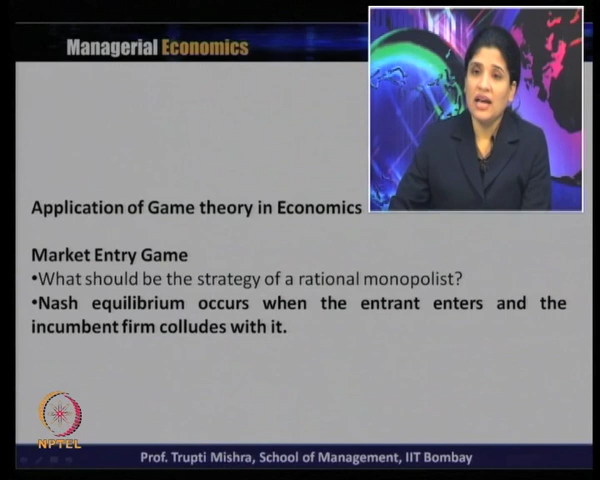 Managerial Economics
Application of Game theory in Economics
Market Entry Game
•What should be the strategy of a rational monopolist?
•Nash equilibrium occurs when the entrant enters and the
incumbent firm colludes with it.
NPTEL
Prof. Trupti Mishra, School of Management, IIT Bombay